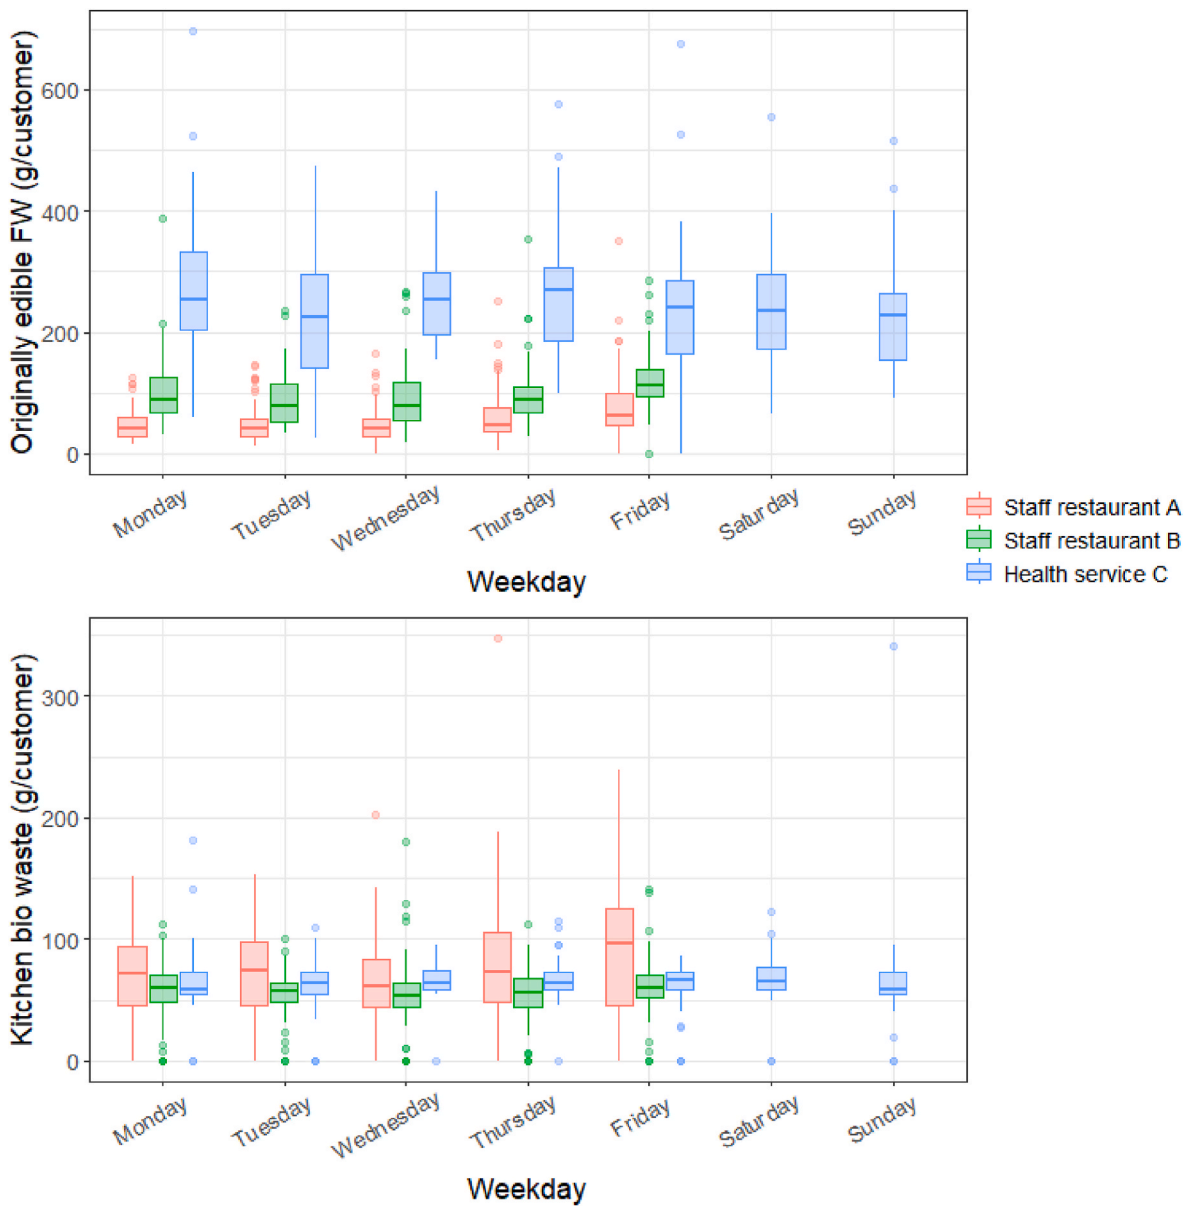 Originally edible FW (g/customer)
600
400
200
0
Monday
Tuesday
Wednesday
Thursday
Friday
Saturday
Sunday
Weekday
Staff restaurant A
Staff restaurant B
Health service C
Kitchen bio waste (g/customer)
300
200
100
0
Monday
Tuesday
Wednesday
Thursday
Friday
Saturday
Sunday
Weekday